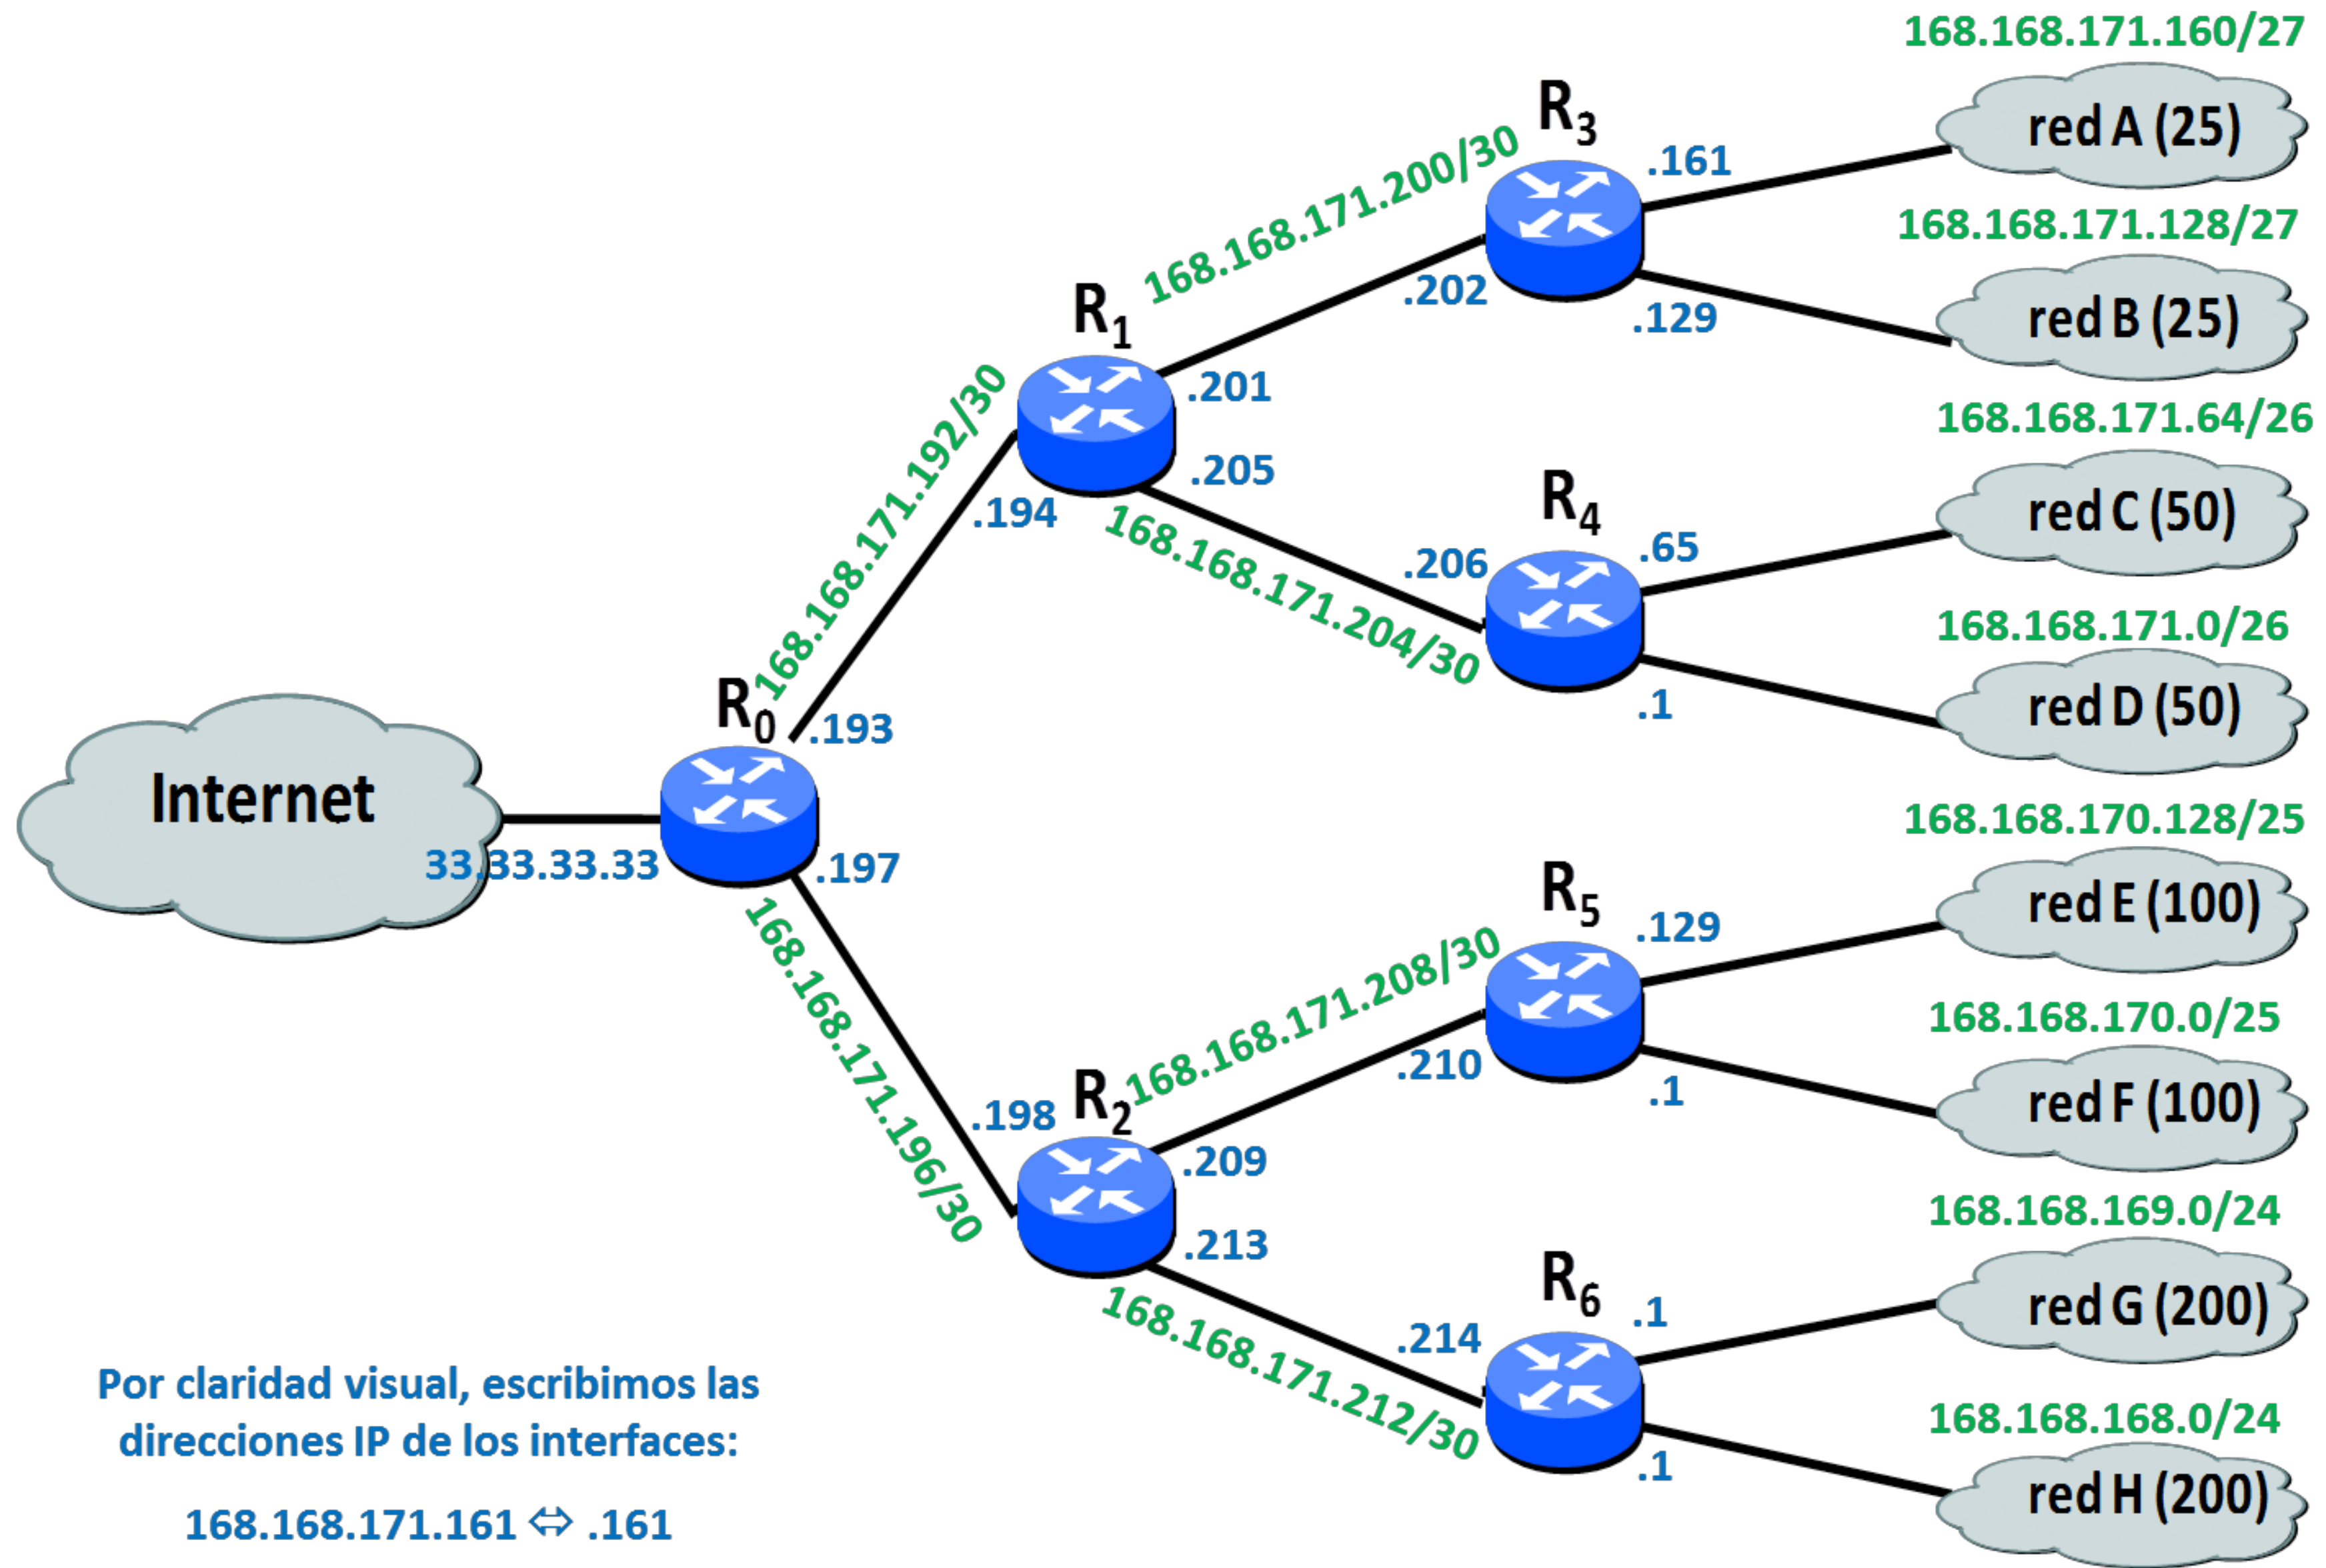 168.168.171.160/27
red A (25)
R3
.161
168.168.171.200/30
168.168.171.128/27
red B (25)
.202
.129
R1
.201
168.168.171.192/30
168.168.171.64/26
red C (50)
.205
.194
R4
.65
.206
168.168.171.204/30
168.168.171.0/26
red D (50)
.1
R0
.193
Internet
33.33.33.33
.197
168.168.170.128/25
red E (100)
R5
.129
168.168.171.208/30
168.168.171.196/30
168.168.170.0/25
red F (100)
.210
.1
R2
.198
.209
168.168.169.0/24
red G (200)
.213
R6
.1
.214
168.168.171.212/30
168.168.168.0/24
red H (200)
.1
Por claridad visual, escribimos las
direcciones IP de los interfaces:
168.168.171.161 ⇔ .161